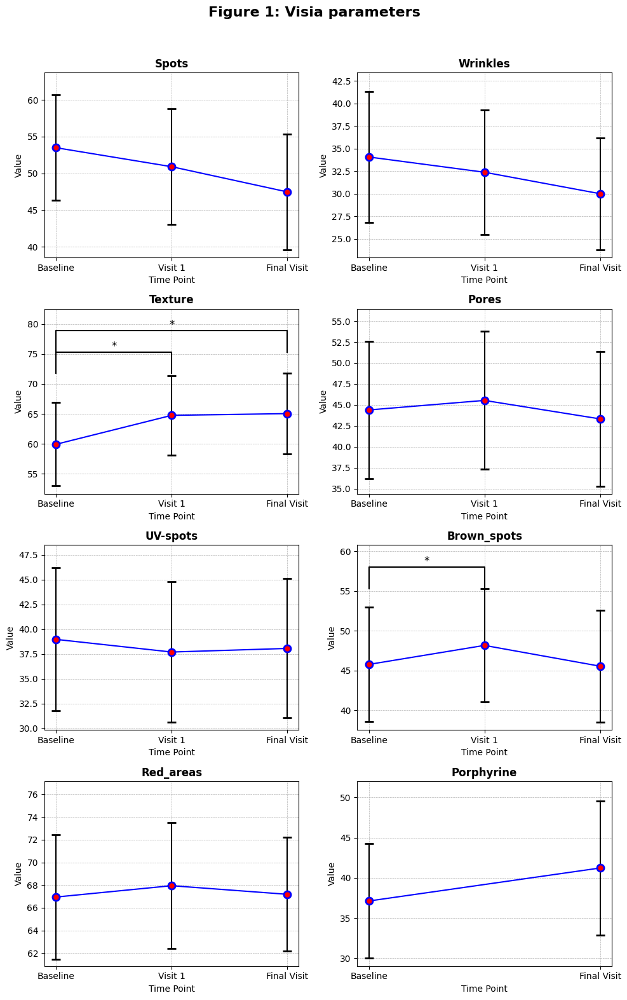 Figure 1: Visia parameters
Spots
60
55
50
45
40
Value
Baseline Visit 1 Final Visit
Time Point
Wrinkles
42.5
40.0
37.5
35.0
32.5
30.0
27.5
25.0
Value
Baseline Visit 1 Final Visit
Time Point
Texture
80
75
70
65
60
55
Value
*
*
Baseline Visit 1 Final Visit
Time Point
Pores
55.0
52.5
50.0
47.5
45.0
42.5
40.0
37.5
35.0
Value
Baseline Visit 1 Final Visit
Time Point
UV-spots
47.5
45.0
42.5
40.0
37.5
35.0
32.5
30.0
Value
Baseline Visit 1 Final Visit
Time Point
Brown_spots
60
55
50
45
40
Value
*
Baseline Visit 1 Final Visit
Time Point
Red_areas
76
74
72
70
68
66
64
62
Value
Baseline Visit 1 Final Visit
Time Point
Porphyrine
50
45
40
35
30
Value
Baseline Final Visit
Time Point